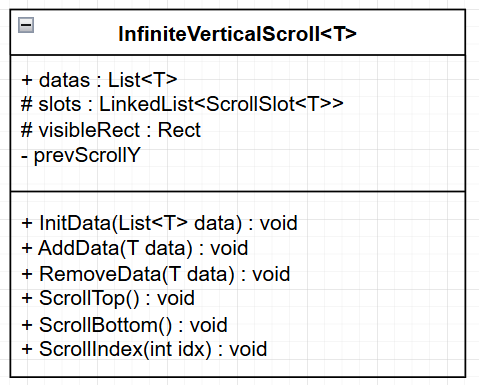 InfiniteVerticalScroll<T>
+ datas : List<T>
# slots : LinkedList<ScrollSlot<T>>
# visibleRect : Rect
- prevScrollY
+ InitData(List<T> data) : void
+ AddData(T data) : void
+ RemoveData(T data) : void
+ ScrollTop() : void
+ ScrollBottom() : void
+ ScrollIndex(int idx) : void